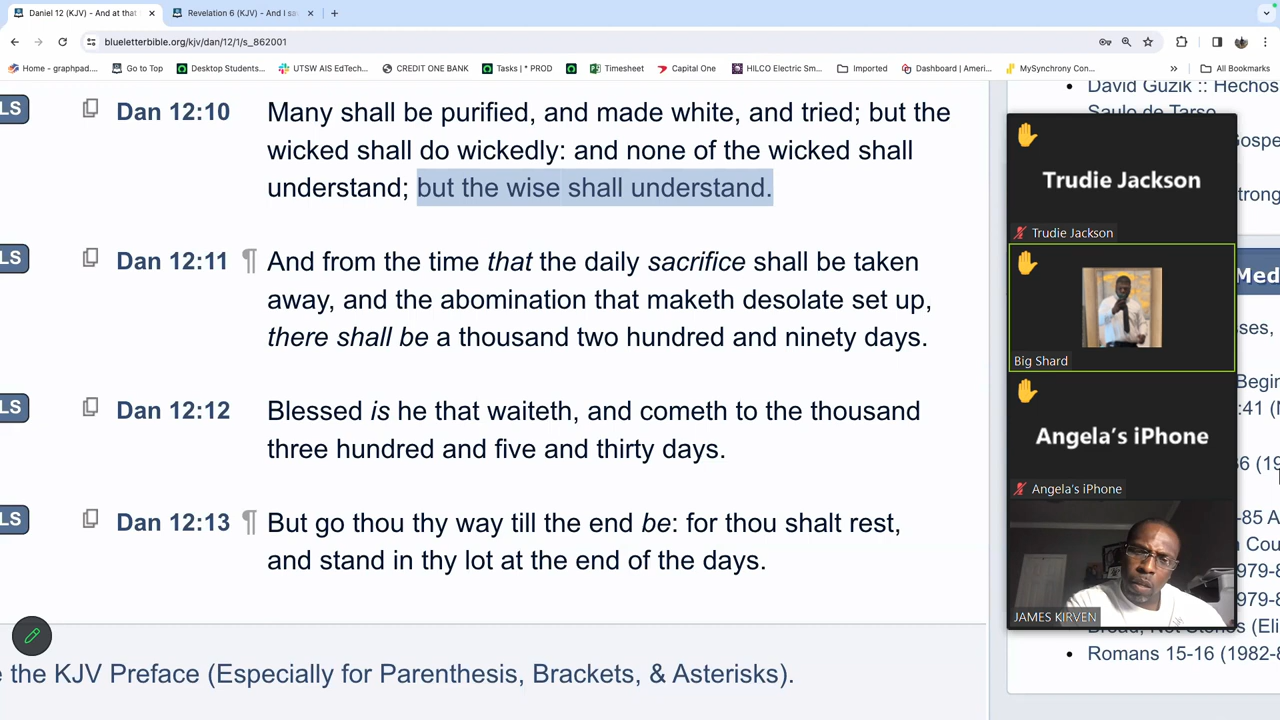 Daniel 12 (KJV) - And at that
Revelation 6 (KJV) - And I sa
blueletterbible.org/kjv/dan/12/1/s_862001
Home - graphpad....
Go to Top
Desktop Students...
UTSW AIS EdTech...
CREDIT ONE BANK
Tasks | * PROD
Timesheet
Capital One
HILCO Electric Sm...
Imported
Dashboard | Ameri...
MySynchrony Con...
»
All Bookmarks
LS
Dan 12:10
Many shall be purified, and made white, and tried; but the
wicked shall do wickedly: and none of the wicked shall
understand; but the wise shall understand.
LS
Dan 12:11 ¶
And from the time that the daily sacrifice shall be taken
away, and the abomination that maketh desolate set up,
there shall be a thousand two hundred and ninety days.
LS
Dan 12:12
Blessed is he that waiteth, and cometh to the thousand
three hundred and five and thirty days.
LS
Dan 12:13 ¶
But go thou thy way till the end be: for thou shalt rest,
and stand in thy lot at the end of the days.
the KJV Preface (Especially for Parenthesis, Brackets, & Asterisks).
David Guzik :: Hechos
Saulo de Tarso
Trudie Jackson
Trudie Jackson
Big Shard
Angela's iPhone
Angela's iPhone
JAMES KIRVEN
Med
Romans 15-16 (1982-8